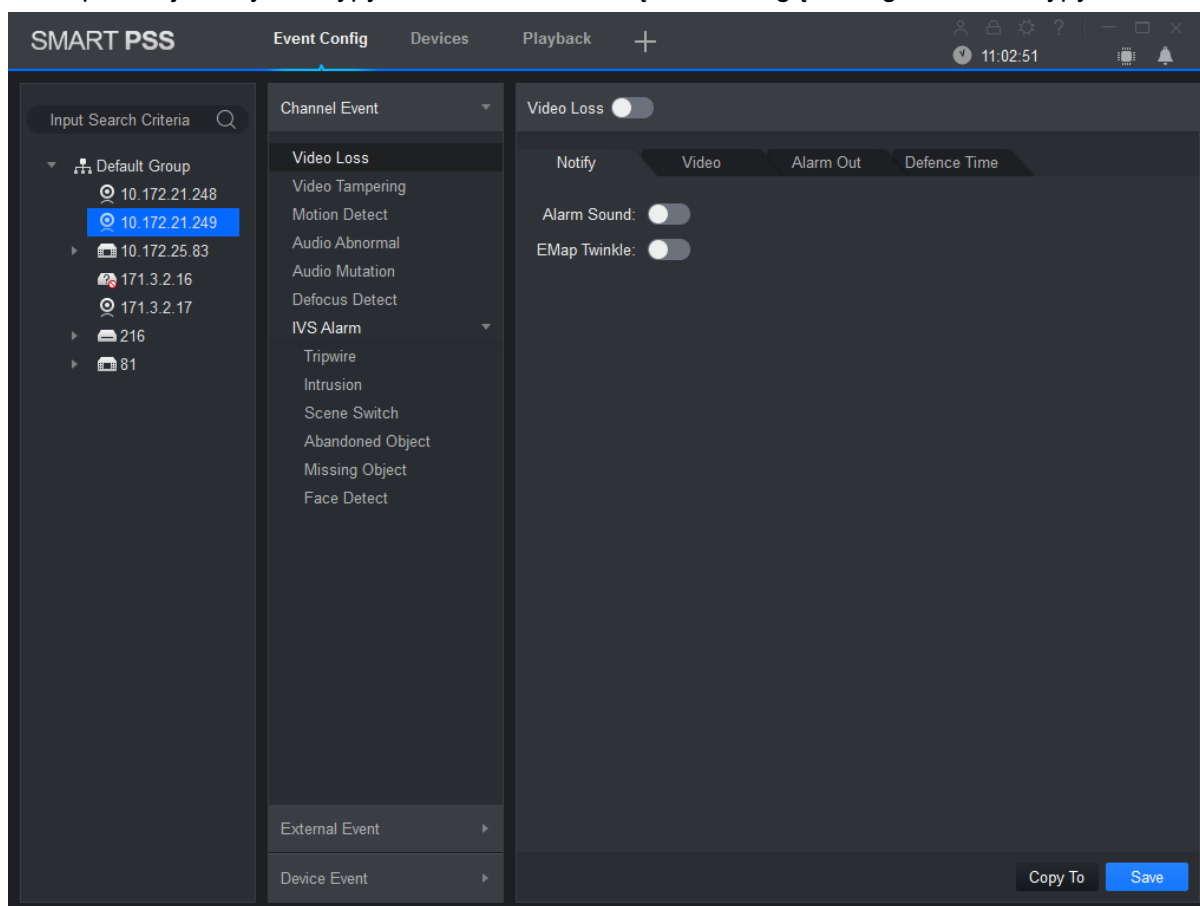 SMART PSS
Event Config
Devices
Playback
11:02:51
Input Search Criteria
Default Group
10.172.21.248
10.172.21.249
10.172.25.83
171.3.2.16
171.3.2.17
216
81
Channel Event
Video Loss
Video Tampering
Motion Detect
Audio Abnormal
Audio Mutation
Defocus Detect
IVS Alarm
Tripwire
Intrusion
Scene Switch
Abandoned Object
Missing Object
Face Detect
External Event
Device Event
Video Loss
Notify
Video
Alarm Out
Defence Time
Alarm Sound:
EMap Twinkle:
Copy To
Save